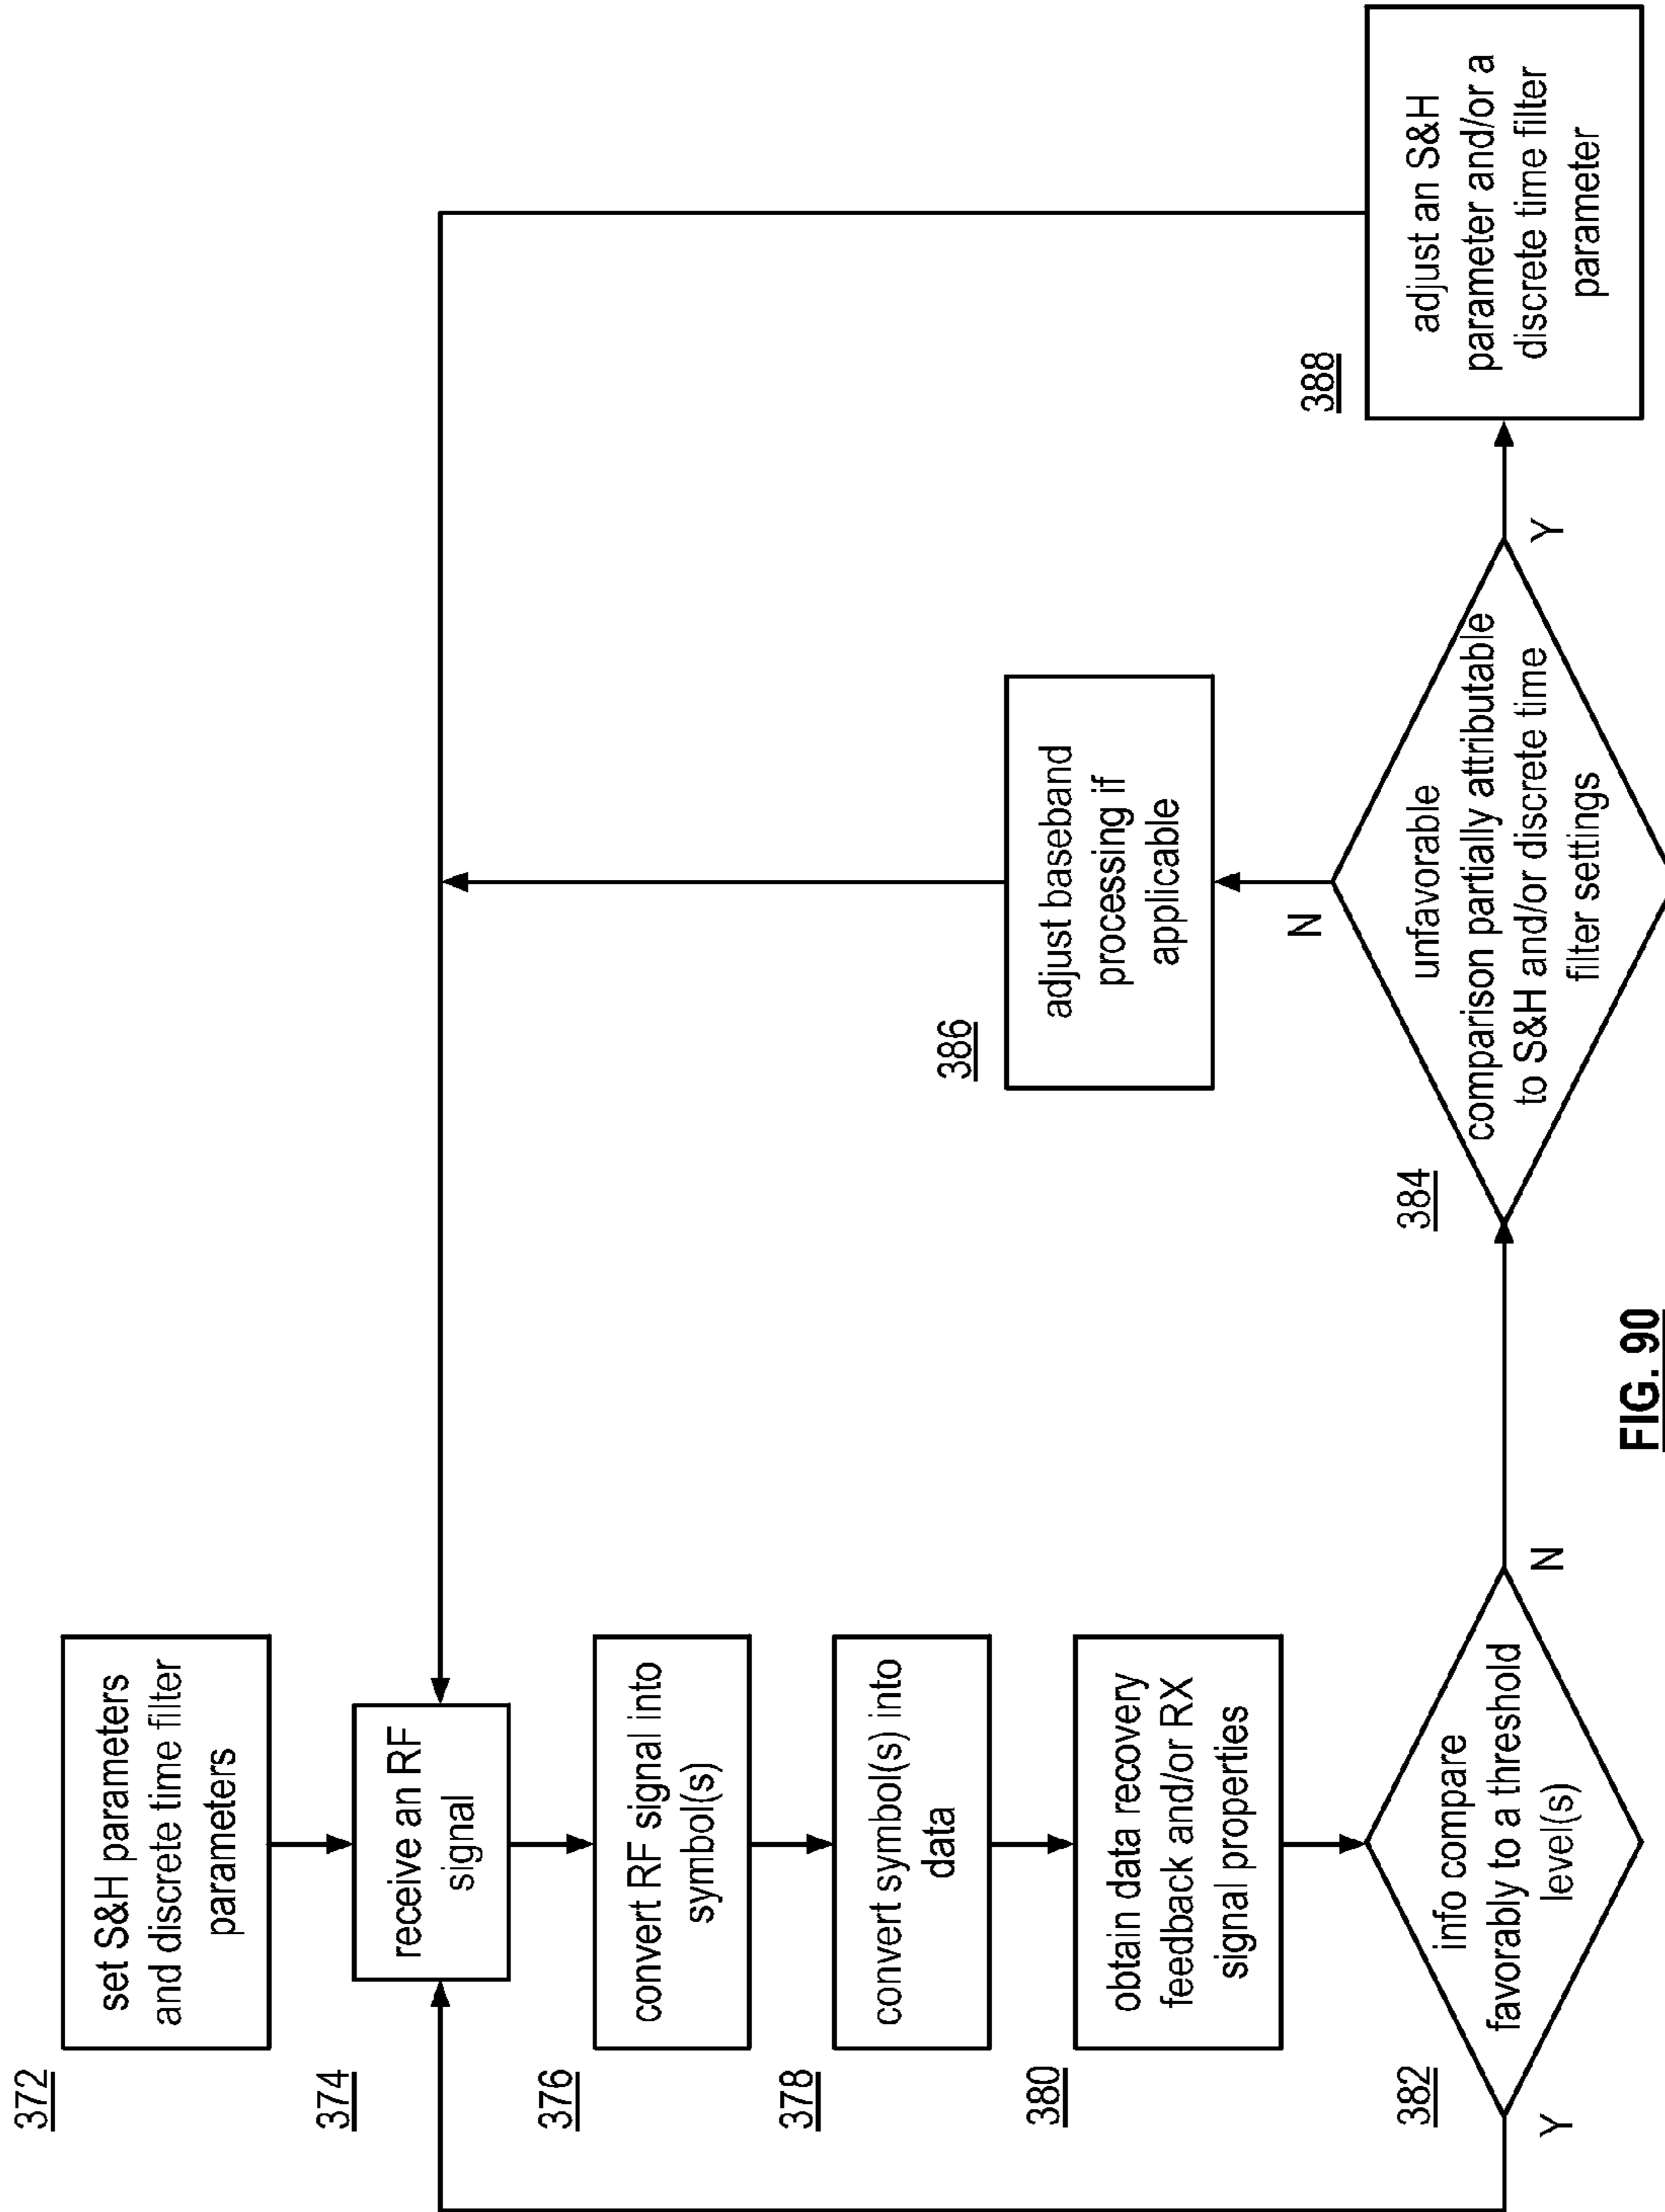 372
set S&H parameters
and discrete time filter
parameters
374
receive an RF
signal
376
convert RF signal into
symbol(s)
378
convert symbol(s) into
data
380
obtain data recovery
feedback and/or RX
signal properties
382
info compare
favorably to a threshold
level(s)
Y
N
384
unfavorable
comparison partially attributable
to S&H and/or discrete time
filter settings
N
Y
386
adjust baseband
processing if
applicable
388
adjust an S&H
parameter and/or a
discrete time filter
parameter
FIG. 90